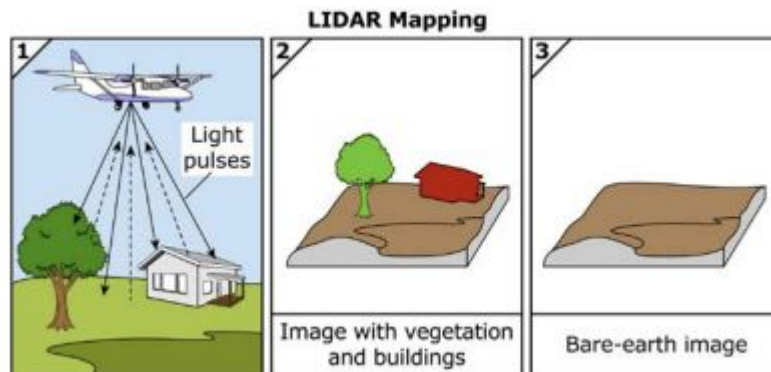 LIDAR Mapping
1
Light
pulses
2
Image with vegetation
and buildings
3
Bare-earth image